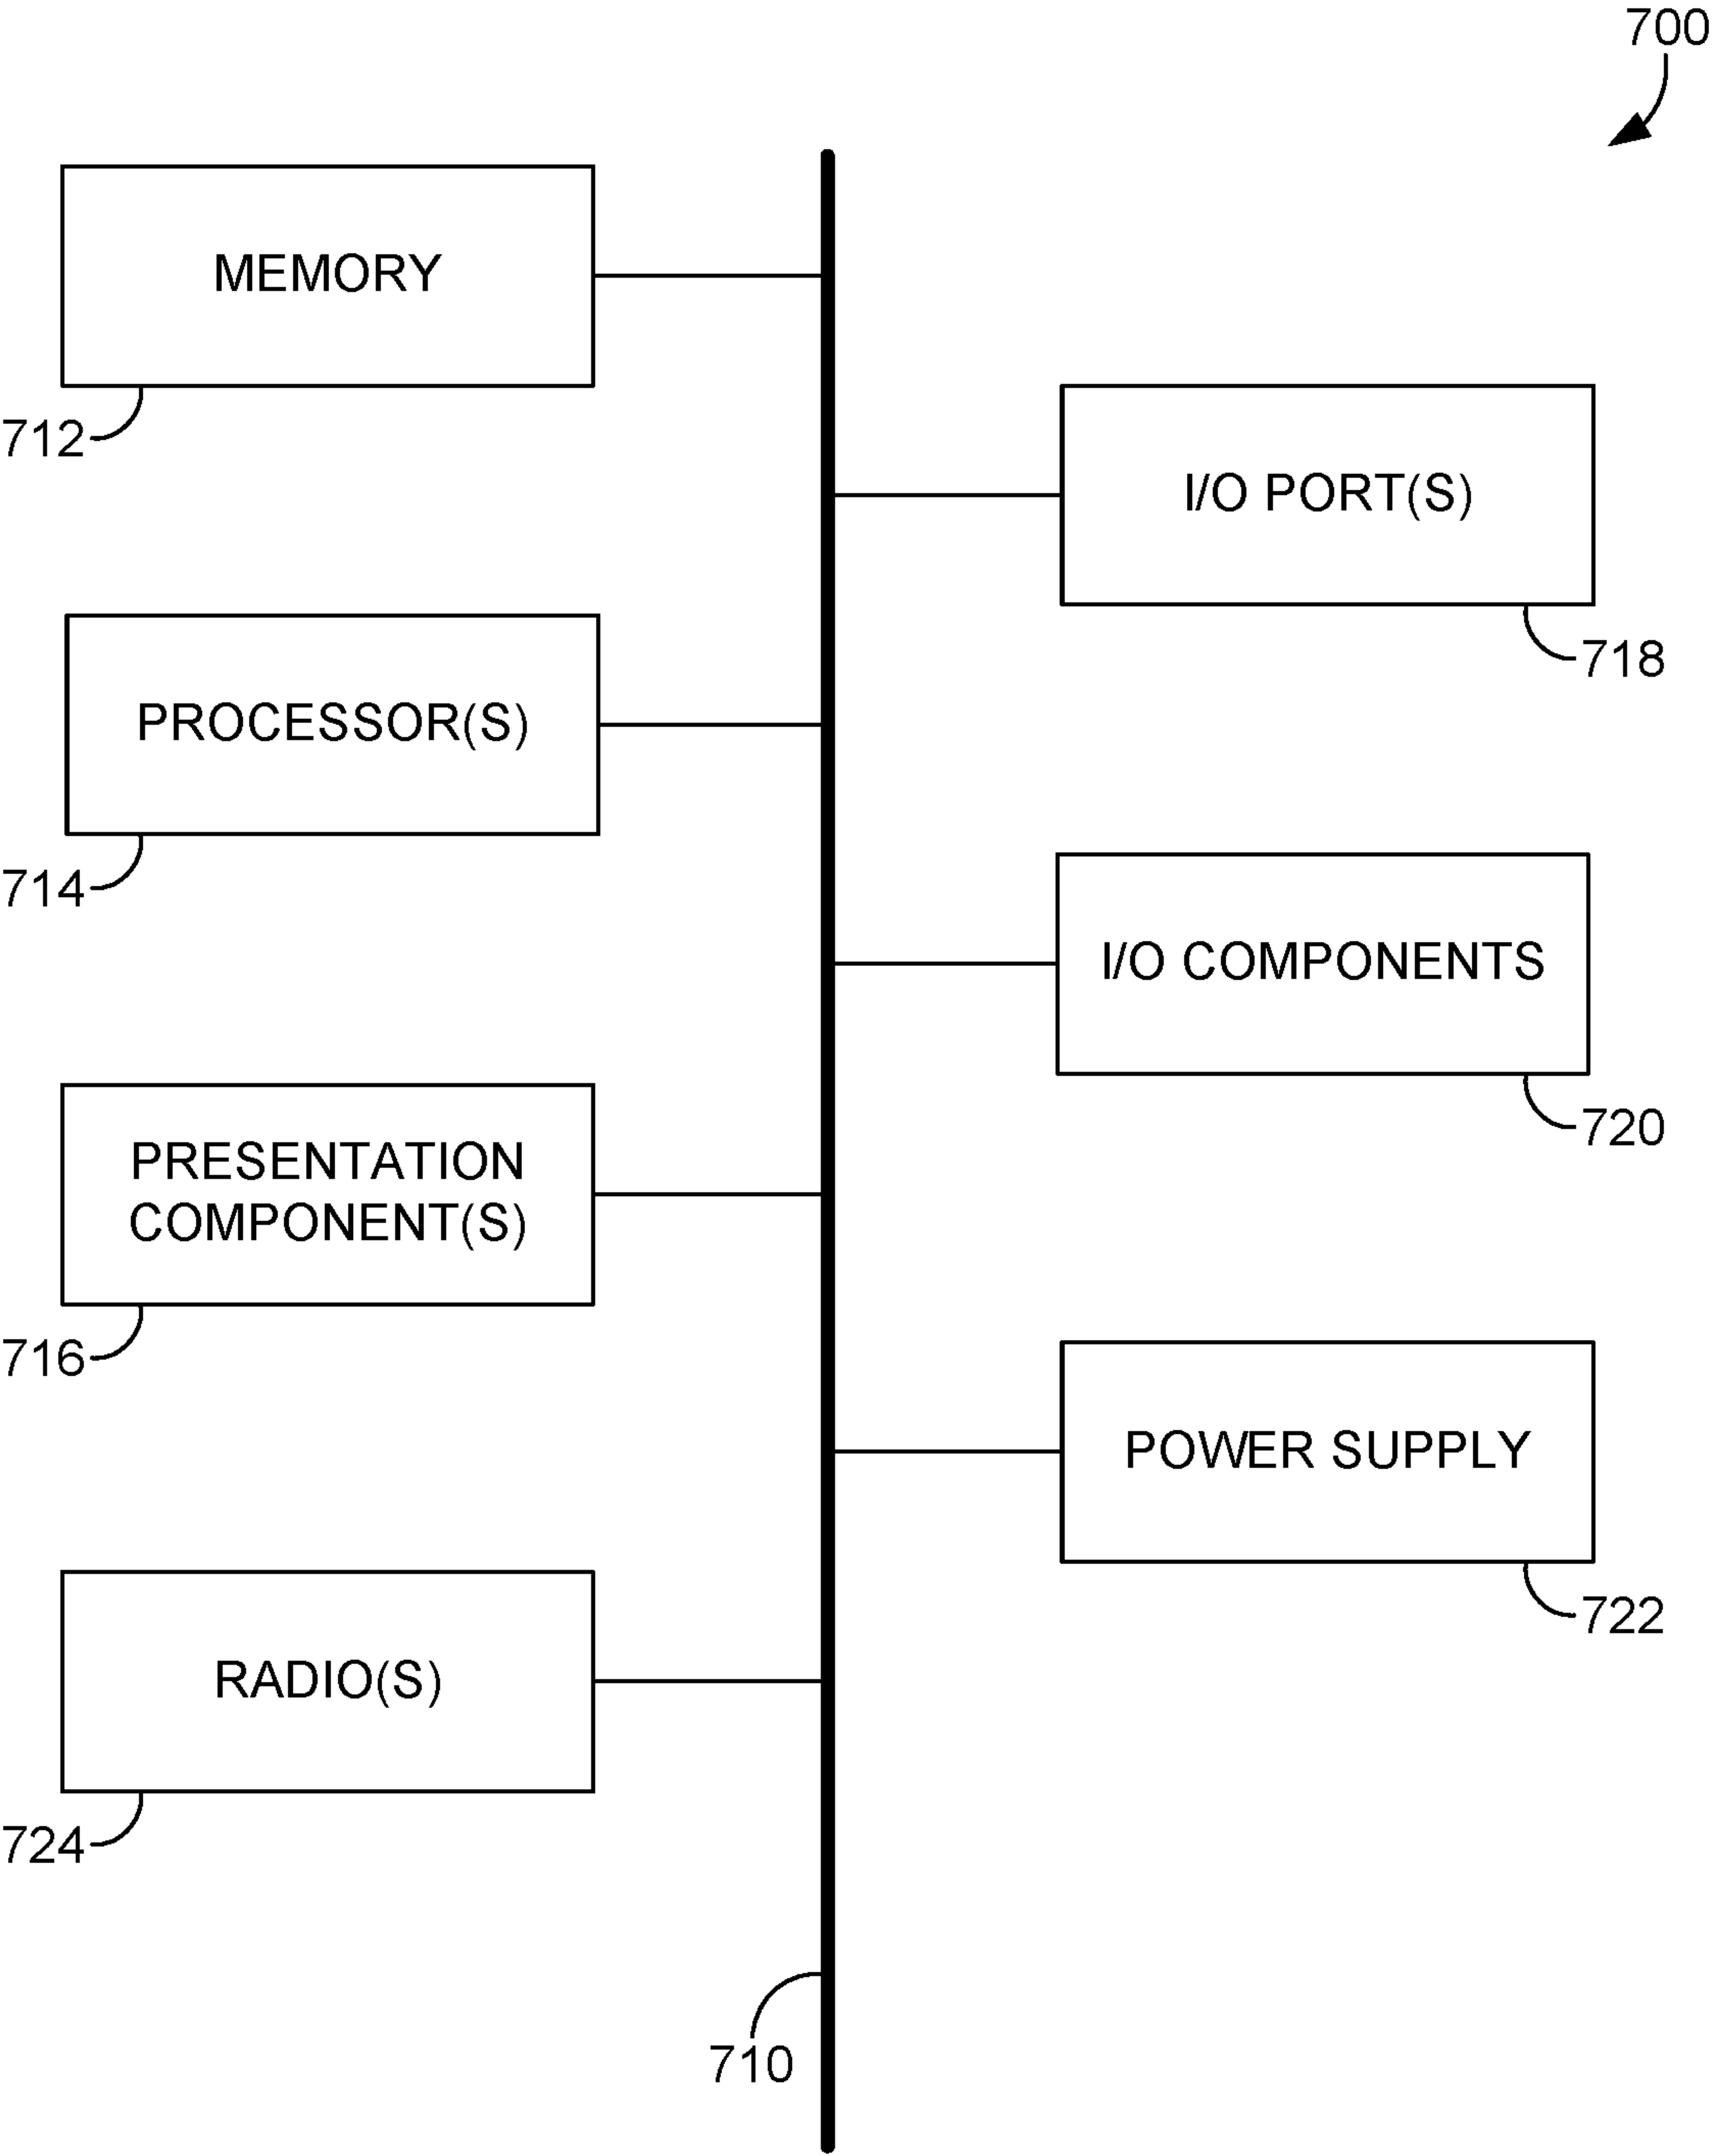 700
MEMORY
712
I/O PORT(S)
718
PROCESSOR(S)
714
I/O COMPONENTS
720
PRESENTATION
COMPONENT(S)
716
POWER SUPPLY
722
RADIO(S)
724
710